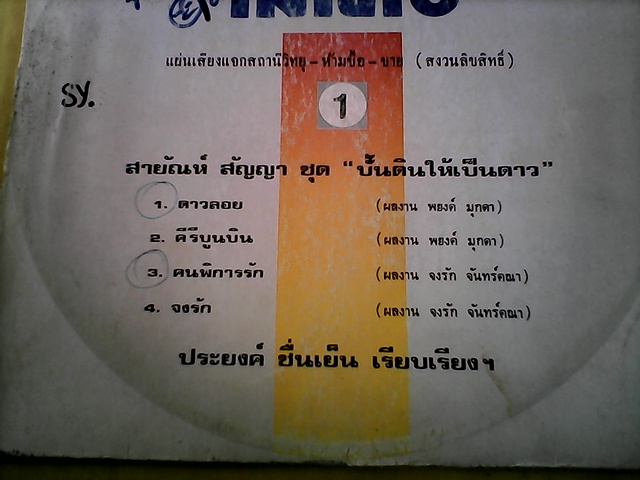 แผ่นเสียงแจกสถานีวิทยุ - ห้ามซื้อ - ขาย ( สงวนลิขสิทธิ์ )
SY.
1
สายัณห์ สัญญา ชุด "ปั้นดินให้เป็นดาว"
1. ดาวลอย (ผลงาน พยงค์ มุกดา)
2. คีรีบูนบิน (ผลงาน พยงค์ มุกดา)
3. คนพิการรัก (ผลงาน จงรัก จันทร์คณา)
4. จงรัก (ผลงาน จงรัก จันทร์คณา)
ประยงค์ ชื่นเย็น เรียบเรียงฯ